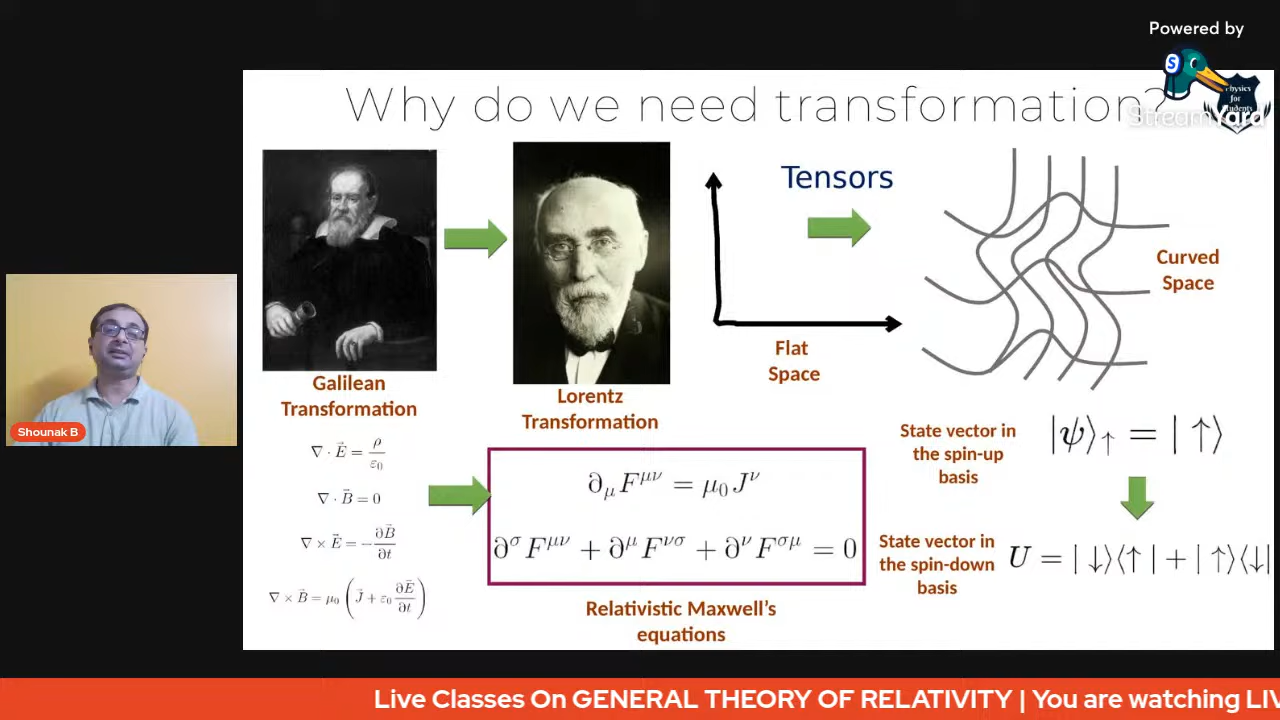 Powered by
StreamYard
Physics
for
Students
Why do we need transformation?
Tensors
Galilean
Transformation
Lorentz
Transformation
Flat
Space
Curved
Space
Shounak B
∇ · E⃗ = ρ/ε₀
∇ · B⃗ = 0
∇ × E⃗ = −∂B⃗/∂t
∇ × B⃗ = μ₀ (J⃗ + ε₀ ∂E⃗/∂t)
∂_μ F^{μν} = μ₀ J^ν
∂^σ F^{μν} + ∂^μ F^{νσ} + ∂^ν F^{σμ} = 0
Relativistic Maxwell's
equations
State vector in
the spin-up
basis
|ψ⟩↑ = | ↑⟩
State vector in
the spin-down
basis
U = | ↓⟩⟨↑ | + | ↑⟩⟨↓|
Live Classes On GENERAL THEORY OF RELATIVITY | You are watching LIV